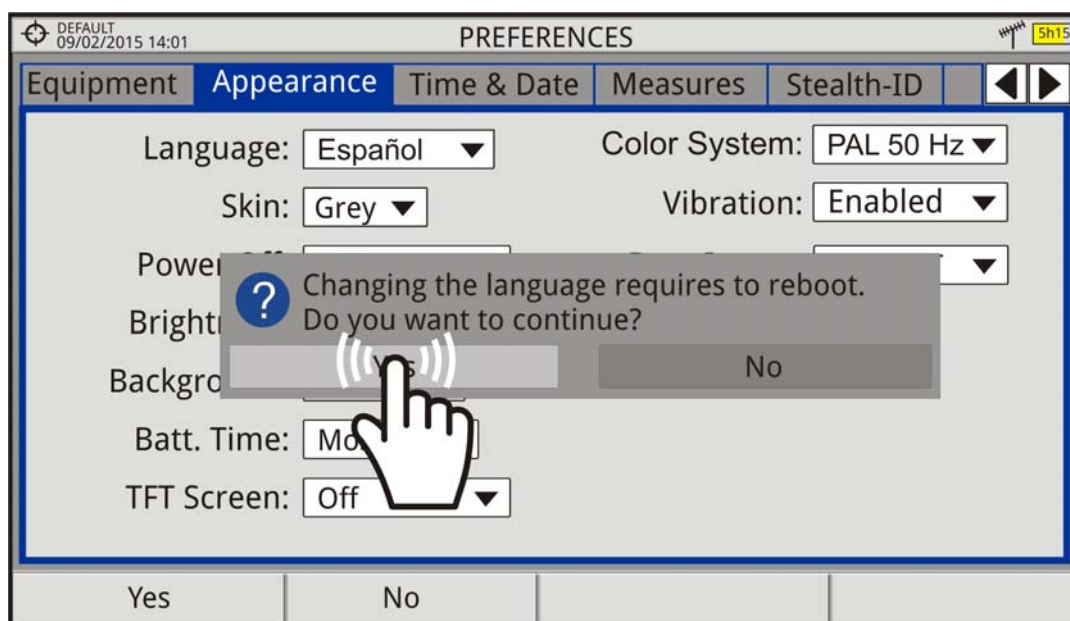 DEFAULT
09/02/2015 14:01
PREFERENCES
5h15
Equipment Appearance Time & Date Measures Stealth-ID
Language: Español Color System: PAL 50 Hz
Skin: Grey Vibration: Enabled
Changing the language requires to reboot.
Do you want to continue?
Yes No
Batt. Time:
TFT Screen: Off
Yes No